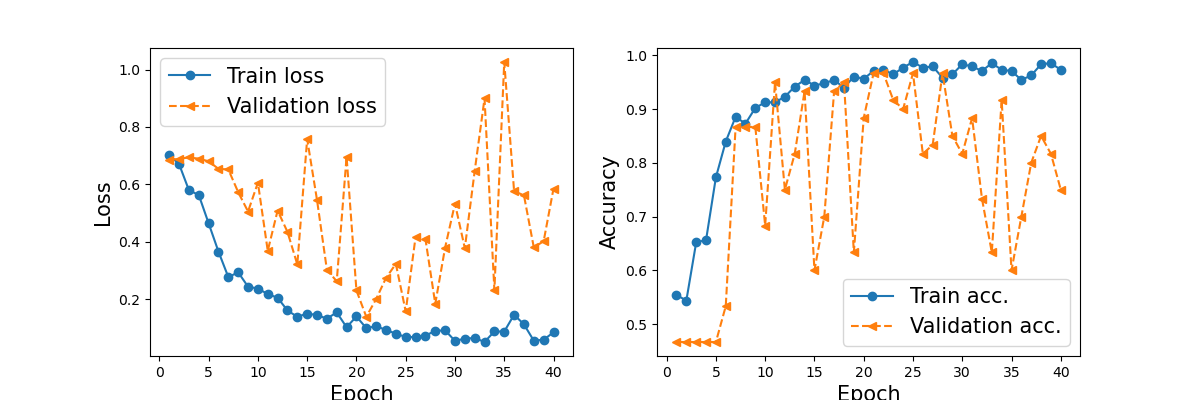 Train loss
Validation loss
Loss
1.0
0.8
0.6
0.4
0.2
0 5 10 15 20 25 30 35 40
Epoch
Accuracy
1.0
0.9
0.8
0.7
0.6
0.5
Train acc.
Validation acc.
0 5 10 15 20 25 30 35 40
Epoch